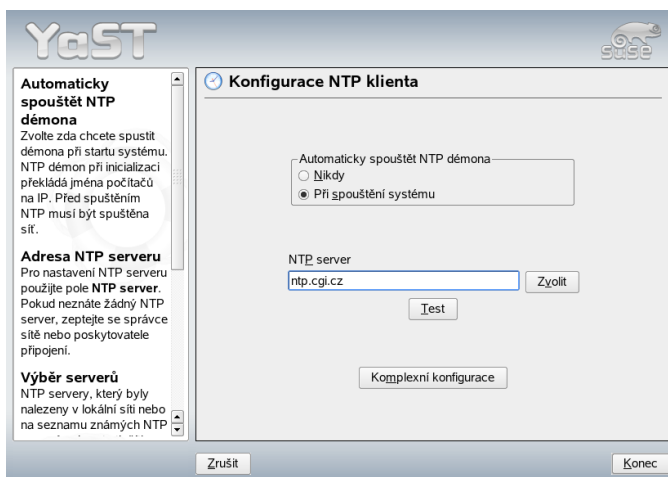 YaST
SUSE
Automaticky
spouštět NTP
démona
Zvolte zda chcete spustit
démona při startu systému.
NTP démon při inicializaci
překládá jména počítačů
na IP. Před spuštěním
NTP musí být spuštěna
síť.
Adresa NTP serveru
Pro nastavení NTP serveru
použijte pole NTP server.
Pokud neznáte žádný NTP
server, zeptejte se správce
sítě nebo poskytovatele
připojení.
Výběr serverů
NTP servery, který byly
nalezeny v lokální síti nebo
na seznamu známých NTP
Konfigurace NTP klienta
Automaticky spouštět NTP démona
Nikdy
Při spouštění systému
NTP server
ntp.cgi.cz
Zvolit
Test
Komplexní konfigurace
Zrušit
Konec